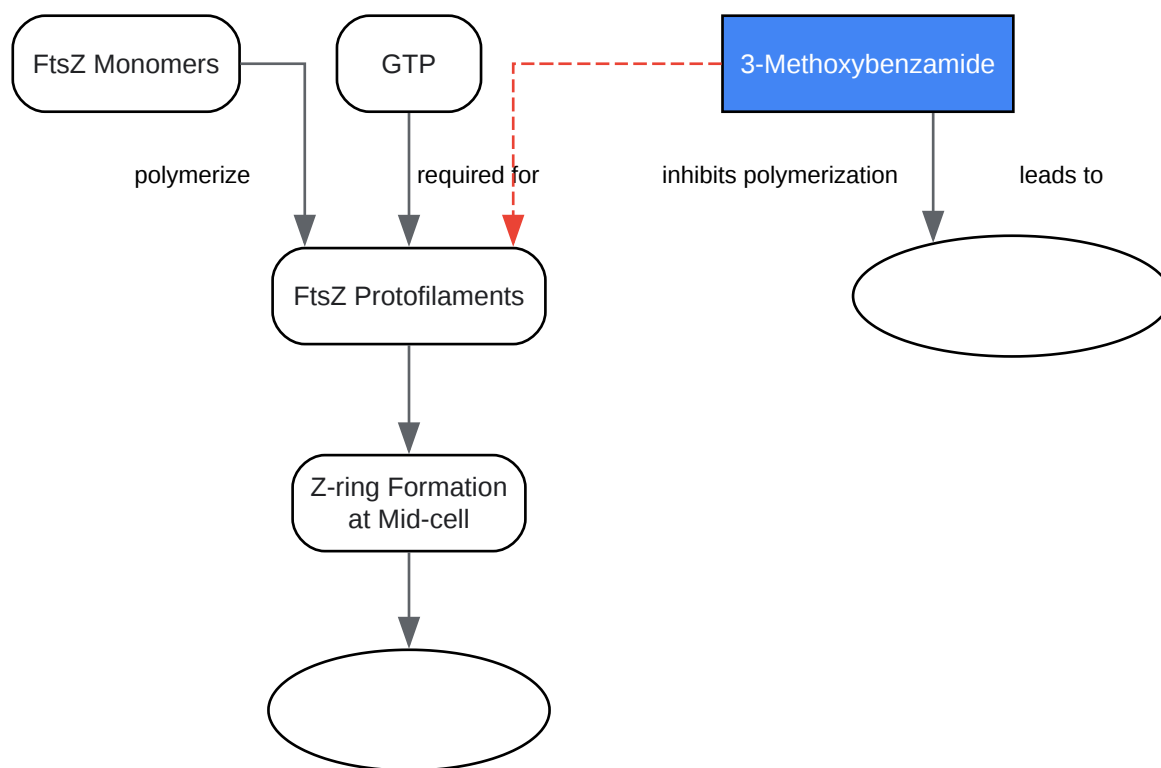 FtsZ Monomers
GTP
3-Methoxybenzamide
polymerize
required for
inhibits polymerization
leads to
FtsZ Protofilaments
Z-ring Formation
at Mid-cell